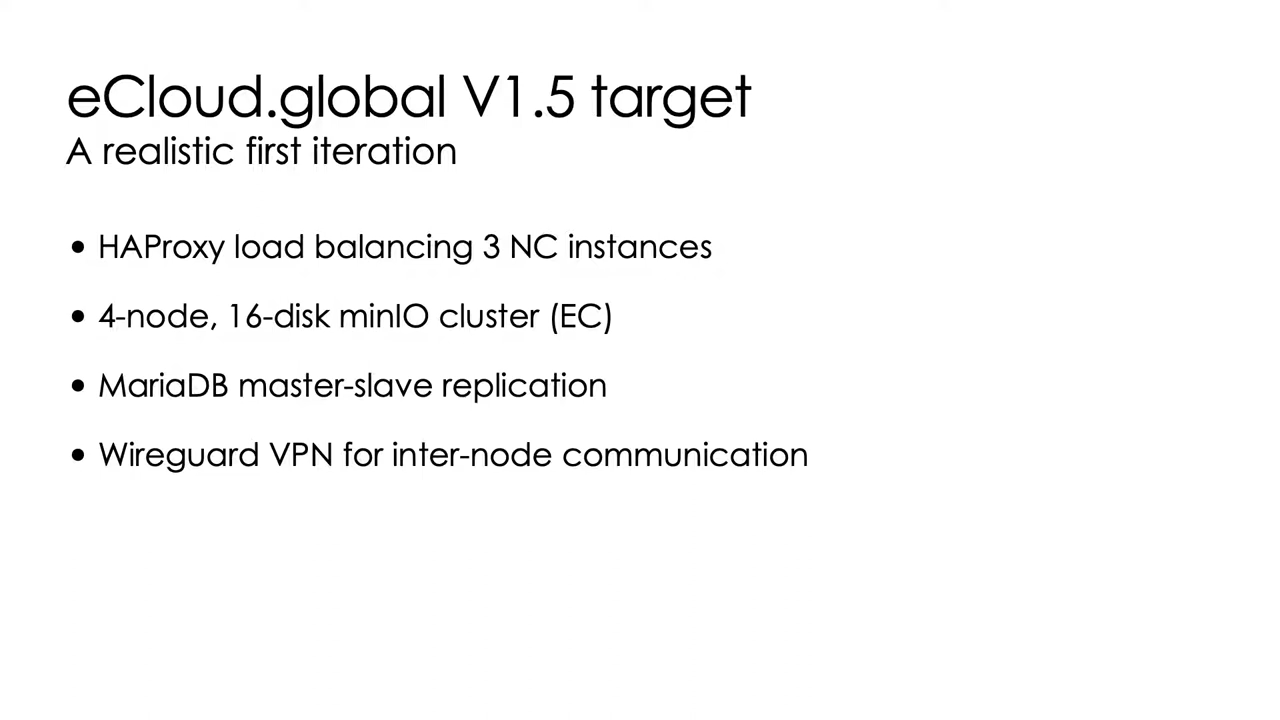 eCloud.global V1.5 target
A realistic first iteration
• HAProxy load balancing 3 NC instances
• 4-node, 16-disk minIO cluster (EC)
• MariaDB master-slave replication
• Wireguard VPN for inter-node communication